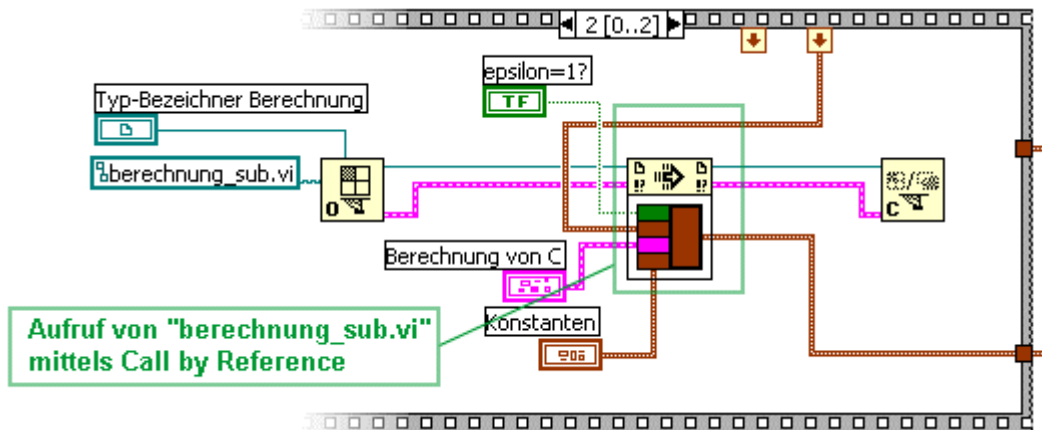 2 [0..2]
epsilon=1?
TF
Typ-Bezeichner Berechnung
berechnung_sub.vi
O
C
Berechnung von C
Konstanten
Aufruf von "berechnung_sub.vi"
mittels Call by Reference